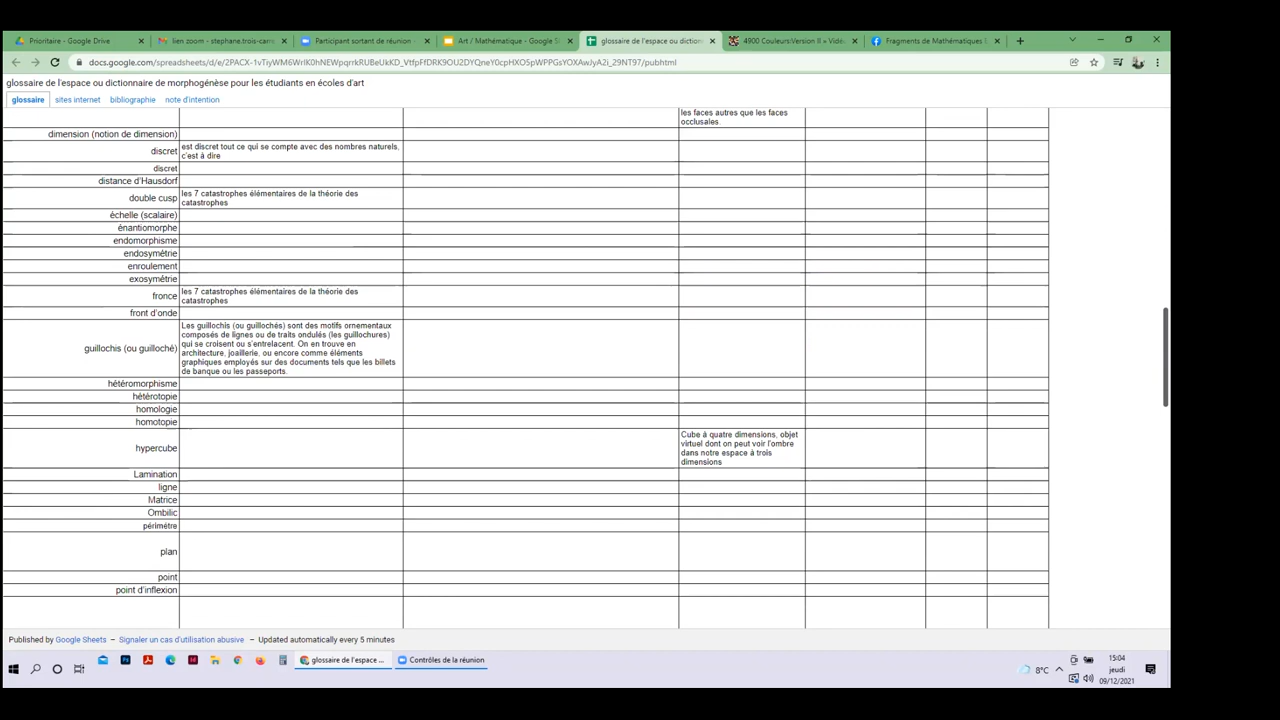 Prioritaire - Google Drive
lien zoom - stephane.trois-carr
Participant sortant de réunion -
Art / Mathématique - Google S
glossaire de l'espace ou dictionn
4900 Couleurs:Version II » Vide
Fragments de Mathématiques
docs.google.com/spreadsheets/d/e/2PACX-1vTiyWM6WrIK0hNEWpqrrkRUBeUkKD_VtfpFfDRK9OU2DYQneY0cpHXO5pWPPGsYOXAwJyA2i_29NT97/pubhtml
glossaire de l'espace ou dictionnaire de morphogénèse pour les étudiants en écoles d'art
glossaire
sites internet
bibliographie
note d'intention
les faces autres que les faces
occlusales.
dimension (notion de dimension)
discret
est discret tout ce qui se compte avec des nombres naturels,
c'est à dire
discret
distance d'Hausdorf
double cusp
les 7 catastrophes élémentaires de la théorie des
catastrophes
échelle (scalaire)
énantiomorphe
endomorphisme
endosymétrie
enroulement
exosymétrie
fronce
les 7 catastrophes élémentaires de la théorie des
catastrophes
front d'onde
guillochis (ou guilloché)
Les guillochis (ou guillochés) sont des motifs ornementaux
composés de lignes ou de traits ondulés (les guillochures)
qui se croisent ou s'entrelacent. On en trouve en
architecture, joaillerie, ou encore comme éléments
graphiques employés sur des documents tels que les billets
de banque ou les passeports.
hétéromorphisme
hétérotopie
homologie
homotopie
hypercube
Cube à quatre dimensions, objet
virtuel dont on peut voir l'ombre
dans notre espace à trois
dimensions
Lamination
ligne
Matrice
Ombilic
périmétre
plan
point
point d'inflexion
Published by Google Sheets – Signaler un cas d'utilisation abusive – Updated automatically every 5 minutes
glossaire de l'espace ...
Contrôles de la réunion
8°C
15:04
jeudi
09/12/2021